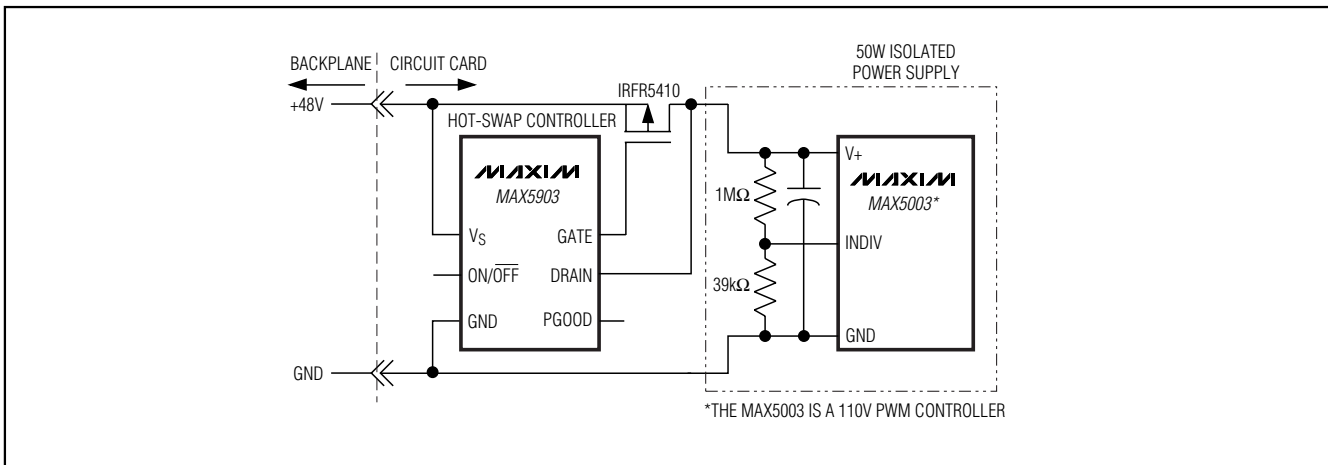 50W ISOLATED
POWER SUPPLY
BACKPLANE
CIRCUIT CARD
+48V
IRFR5410
HOT-SWAP CONTROLLER
MAXIM
MAX5903
VS
GATE
ON/OFF
DRAIN
GND
PGOOD
GND
1MΩ
39kΩ
V+
MAXIM
MAX5003*
INDIV
GND
*THE MAX5003 IS A 110V PWM CONTROLLER